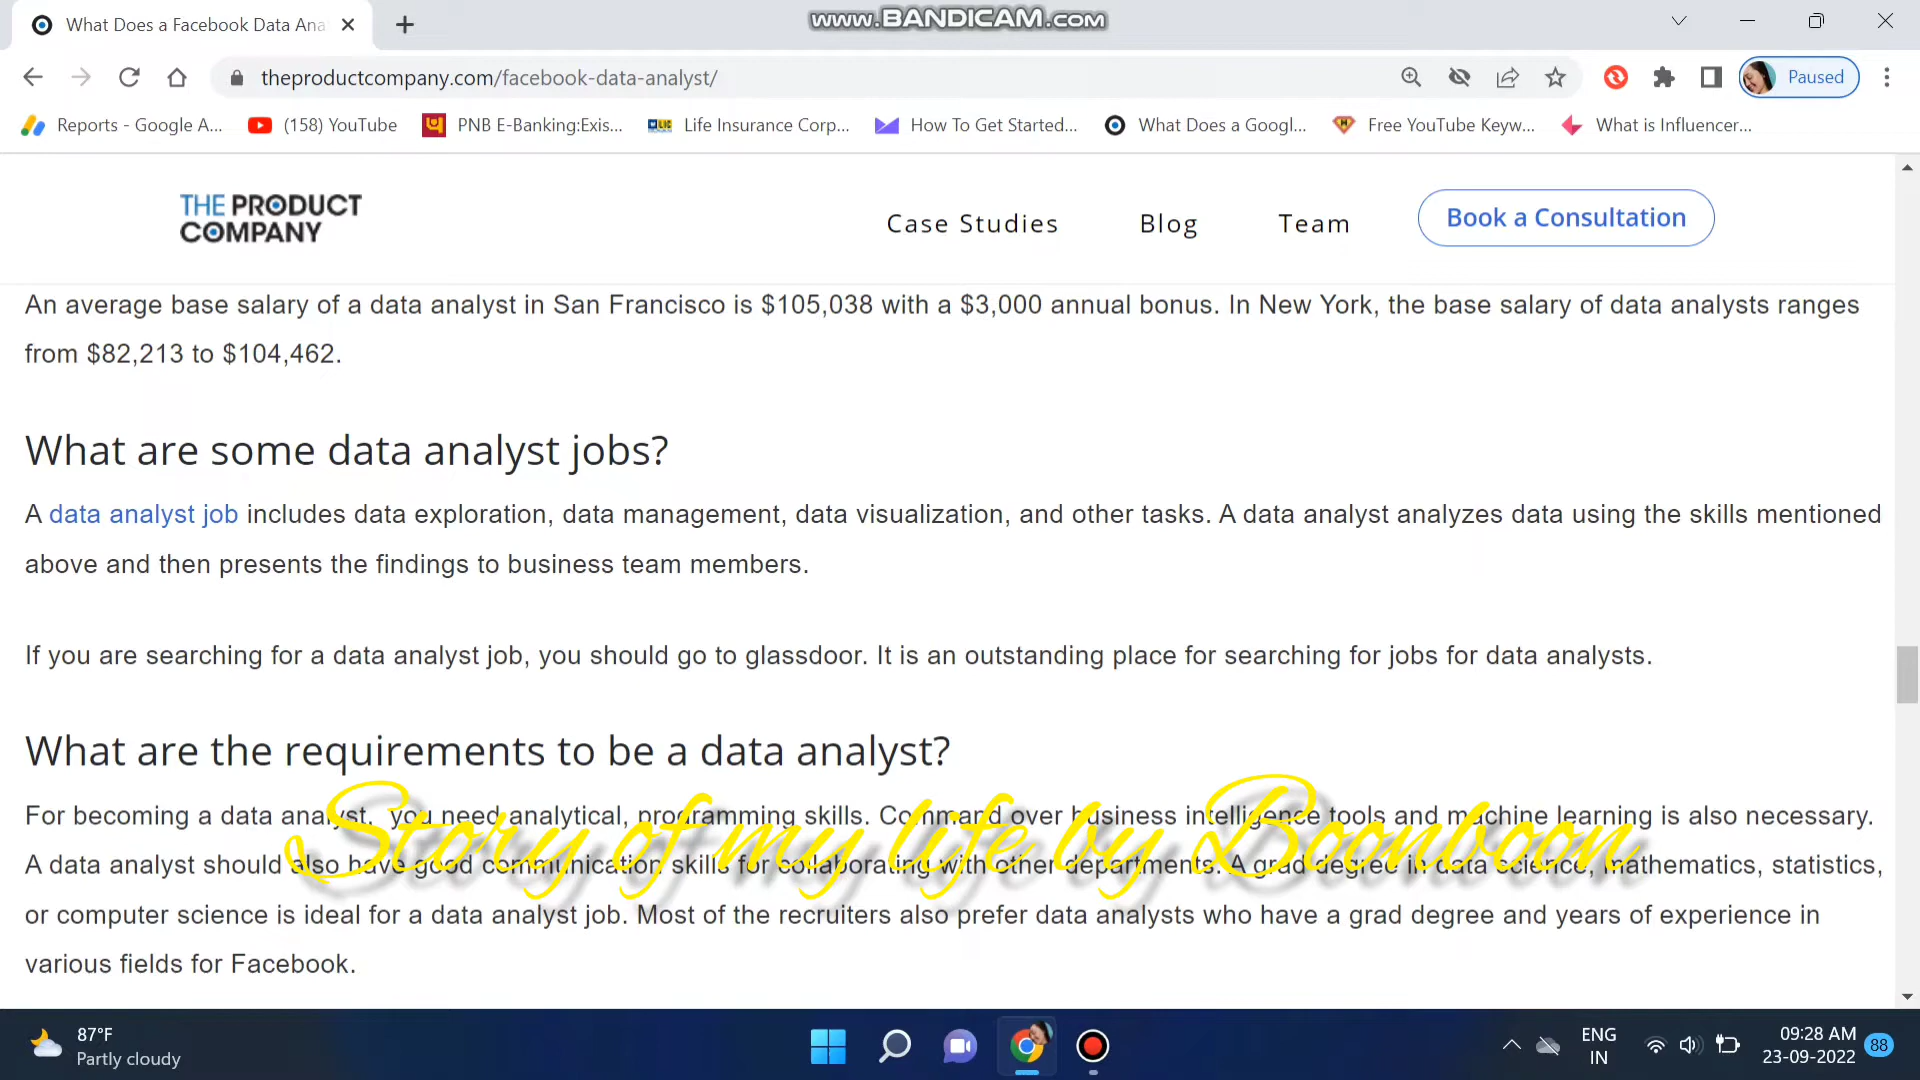 What Does a Facebook Data Ana
www.BANDICAM.com
theproductcompany.com/facebook-data-analyst/
Paused
Reports - Google A...
(158) YouTube
PNB E-Banking:Exis...
Life Insurance Corp...
How To Get Started...
What Does a Googl...
Free YouTube Keyw...
What is Influencer...
THE PRODUCT
COMPANY
Case Studies
Blog
Team
Book a Consultation
An average base salary of a data analyst in San Francisco is $105,038 with a $3,000 annual bonus. In New York, the base salary of data analysts ranges
from $82,213 to $104,462.
What are some data analyst jobs?
A data analyst job includes data exploration, data management, data visualization, and other tasks. A data analyst analyzes data using the skills mentioned
above and then presents the findings to business team members.
If you are searching for a data analyst job, you should go to glassdoor. It is an outstanding place for searching for jobs for data analysts.
What are the requirements to be a data analyst?
For becoming a data analyst, you need analytical, programming skills. Command over business intelligence tools and machine learning is also necessary.
Story of my life by Boonboon
A data analyst should also have good communication skills for collaborating with other departments. A grad degree in data science, mathematics, statistics,
or computer science is ideal for a data analyst job. Most of the recruiters also prefer data analysts who have a grad degree and years of experience in
various fields for Facebook.
87°F
Partly cloudy
ENG
IN
09:28 AM
23-09-2022
88